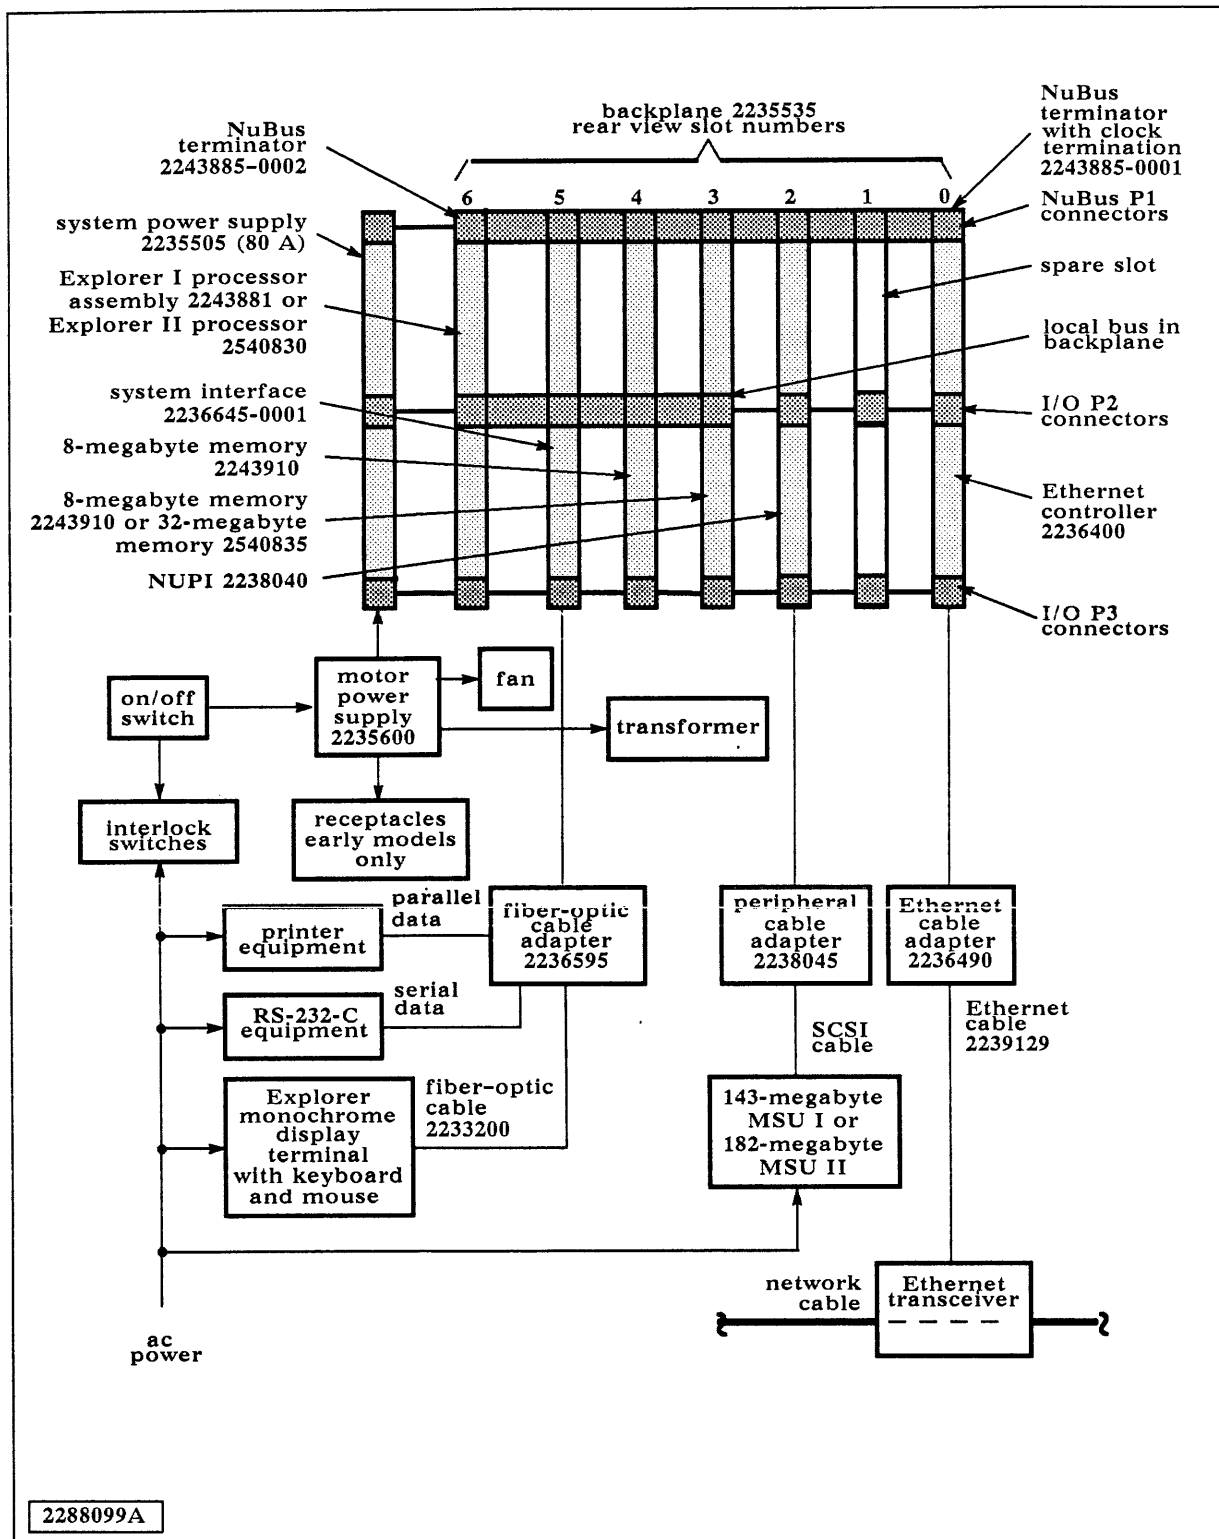 backplane 2235535
rear view slot numbers
NuBus
terminator
2243885-0002
NuBus
terminator
with clock
termination
2243885-0001
6 5 4 3 2 1 0
NuBus P1
connectors
system power supply
2235505 (80 A)
Explorer I processor
assembly 2243881 or
Explorer II processor
2540830
spare slot
local bus in
backplane
system interface
2236645-0001
I/O P2
connectors
8-megabyte memory
2243910
8-megabyte memory
2243910 or 32-megabyte
memory 2540835
Ethernet
controller
2236400
NUPI 2238040
I/O P3
connectors
on/off
switch
motor
power
supply
2235600
fan
transformer
interlock
switches
receptacles
early models
only
printer
equipment
parallel
data
fiber-optic
cable
adapter
2236595
peripheral
cable
adapter
2238045
Ethernet
cable
adapter
2236490
RS-232-C
equipment
serial
data
SCSI
cable
Ethernet
cable
2239129
Explorer
monochrome
display
terminal
with keyboard
and mouse
fiber-optic
cable
2233200
143-megabyte
MSU I or
182-megabyte
MSU II
network
cable
Ethernet
transceiver
ac
power
2288099A